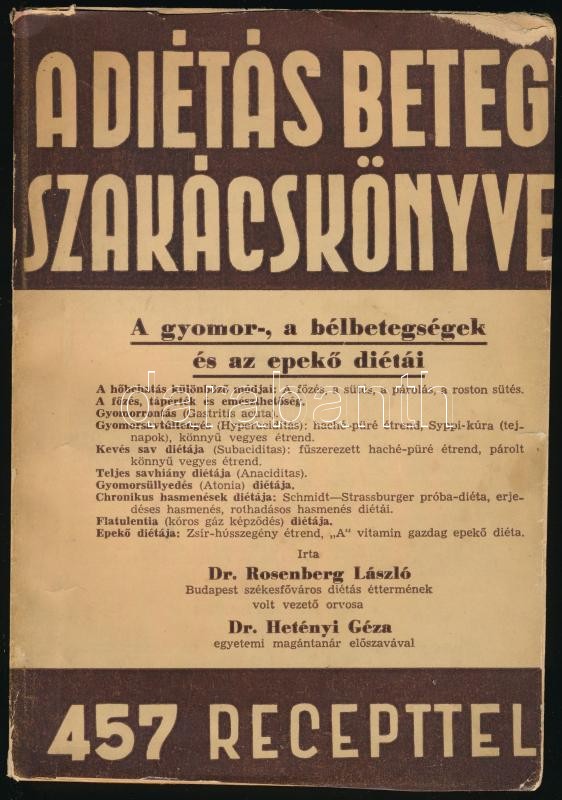 A DIÉTÁS BETEG
SZAKÁCSKÖNYVE
A gyomor-, a bélbetegségek
és az epekő diétái
A hőbehatás különböző módjai: A főzés, a sütés, a párolás, a roston sütés.
A főzés, tápérték és emészthetőség.
Gyomorrontás (Gastritis acuta).
Gyomorsavtúltengés (Hyperaciditas): haché-püré étrend, Syppi-kúra (tej-
napok), könnyű vegyes étrend.
Kevés sav diétája (Subaciditas): fűszerezett haché-püré étrend, párolt
könnyű vegyes étrend.
Teljes savhiány diétája (Anaciditas).
Gyomorsüllyedés (Atonia) diétája.
Chronikus hasmenések diétája: Schmidt—Strassburger próba-diéta, erje-
déses hasmenés, rothadásos hasmenés diétái.
Flatulentia (kóros gáz képződés) diétája.
Epekő diétája: Zsír-hússzegény étrend, „A" vitamin gazdag epekő diéta.
Irta
Dr. Rosenberg László
Budapest székesfőváros diétás éttermének
volt vezető orvosa
Dr. Hetényi Géza
egyetemi magántanár előszavával
457 RECEPTTEL